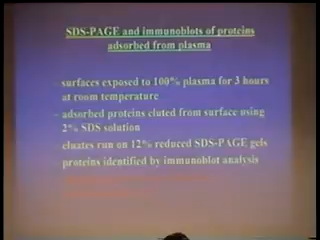 SDS-PAGE and immunoblots of proteins
adsorbed from plasma
- surfaces exposed to 100% plasma for 3 hours
at room temperature
- adsorbed proteins eluted from surface using
2% SDS solution
eluates run on 12% reduced SDS-PAGE gels
proteins identified by immunoblot analysis